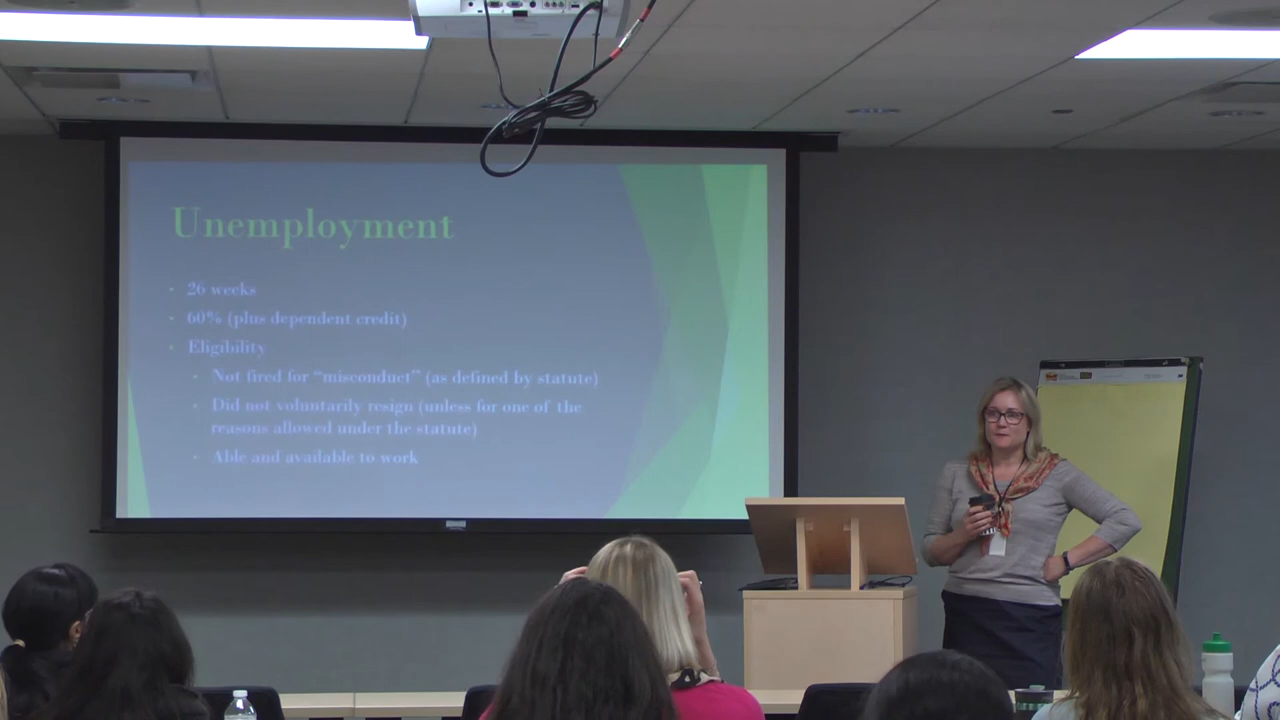 Unemployment
26 weeks
60% (plus dependent credit)
Eligibility
Not fired for “misconduct” (as defined by statute)
Did not voluntarily resign (unless for one of the
reasons allowed under the statute)
Able and available to work